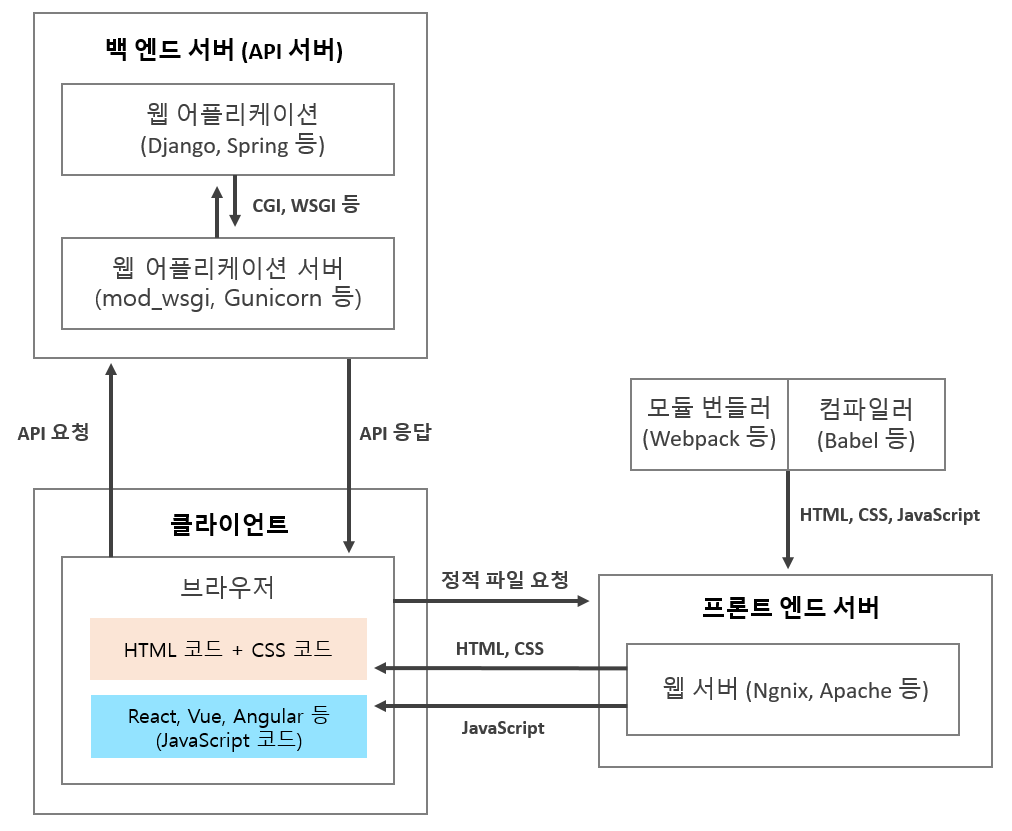 백 엔드 서버 (API 서버)
웹 어플리케이션
(Django, Spring 등)
CGI, WSGI 등
웹 어플리케이션 서버
(mod_wsgi, Gunicorn 등)
API 요청
API 응답
모듈 번들러
(Webpack 등)
컴파일러
(Babel 등)
HTML, CSS, JavaScript
클라이언트
브라우저
HTML 코드 + CSS 코드
React, Vue, Angular 등
(JavaScript 코드)
정적 파일 요청
HTML, CSS
JavaScript
프론트 엔드 서버
웹 서버 (Ngnix, Apache 등)